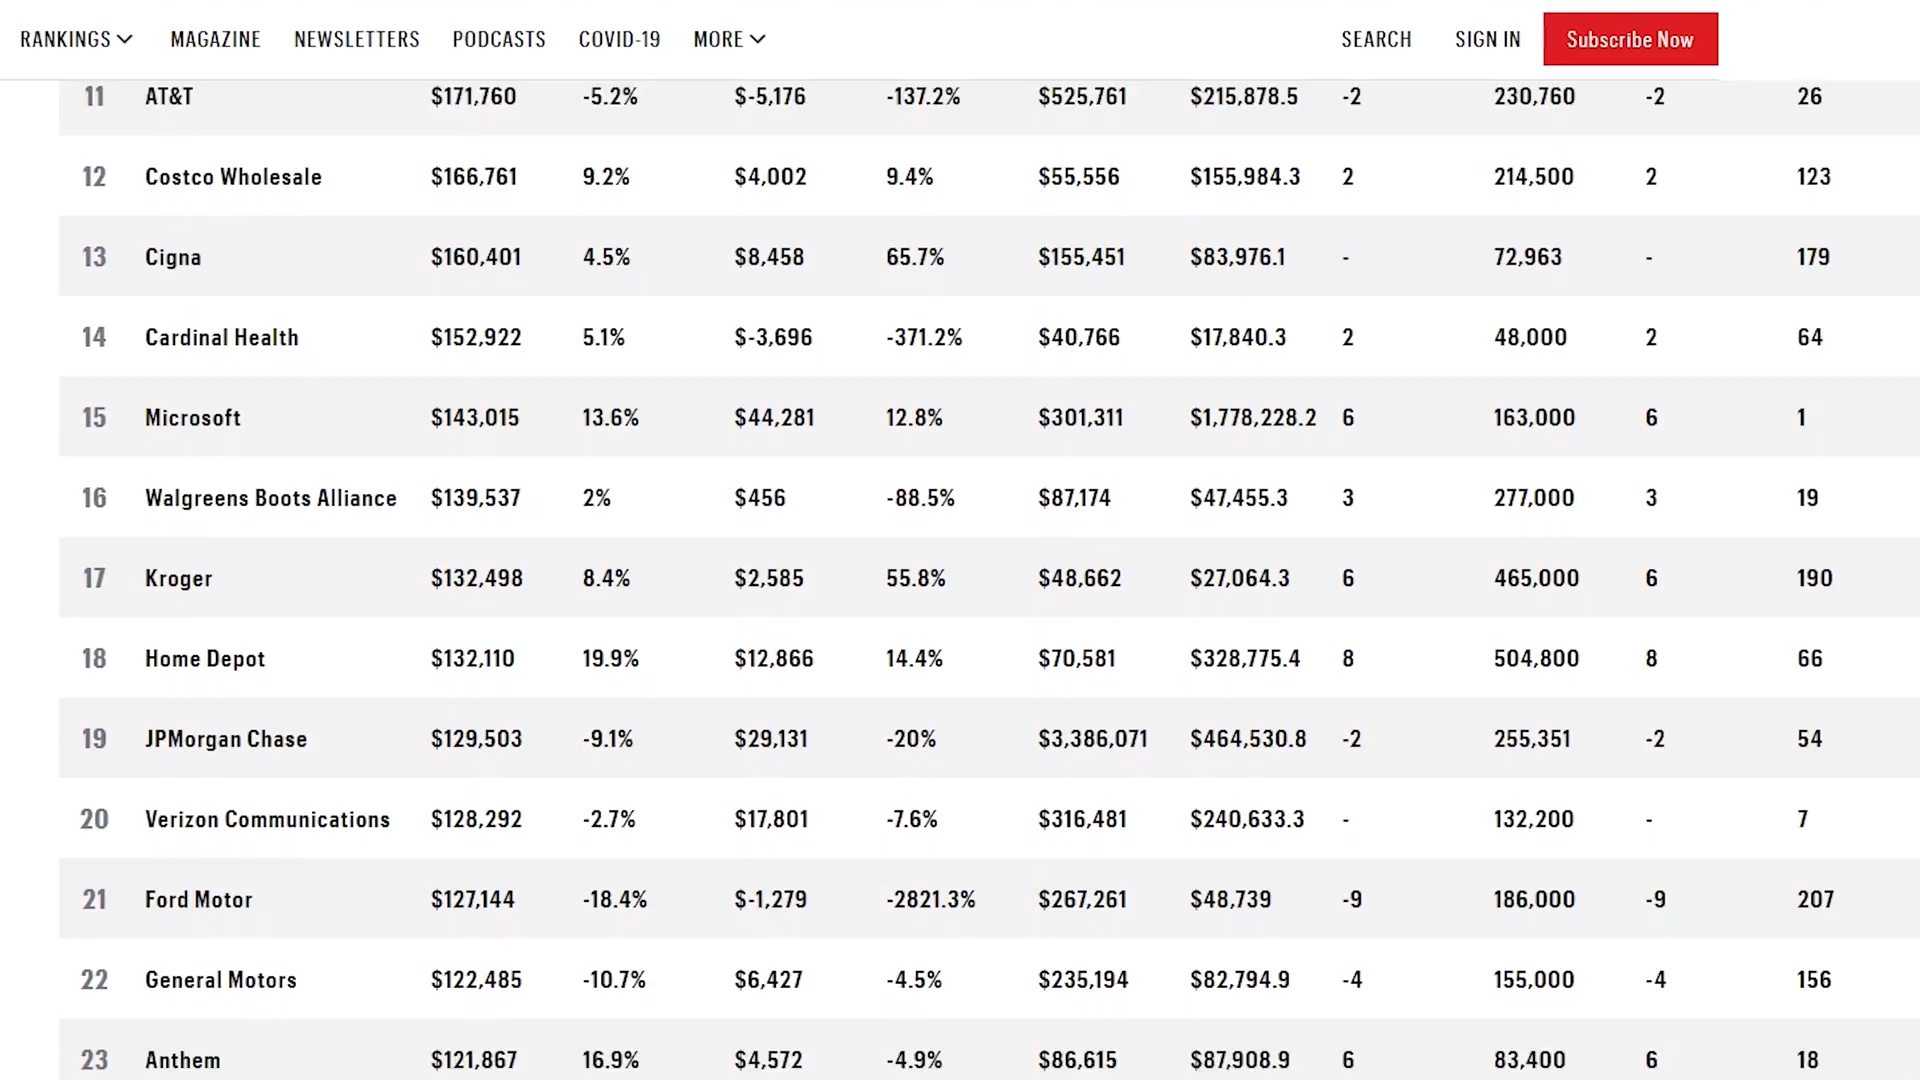 RANKINGS MAGAZINE NEWSLETTERS PODCASTS COVID-19 MORE SEARCH SIGN IN Subscribe Now
11 AT&T $171,760 -5.2% $-5,176 -137.2% $525,761 $215,878.5 -2 230,760 -2 26
12 Costco Wholesale $166,761 9.2% $4,002 9.4% $55,556 $155,984.3 2 214,500 2 123
13 Cigna $160,401 4.5% $8,458 65.7% $155,451 $83,976.1 - 72,963 - 179
14 Cardinal Health $152,922 5.1% $-3,696 -371.2% $40,766 $17,840.3 2 48,000 2 64
15 Microsoft $143,015 13.6% $44,281 12.8% $301,311 $1,778,228.2 6 163,000 6 1
16 Walgreens Boots Alliance $139,537 2% $456 -88.5% $87,174 $47,455.3 3 277,000 3 19
17 Kroger $132,498 8.4% $2,585 55.8% $48,662 $27,064.3 6 465,000 6 190
18 Home Depot $132,110 19.9% $12,866 14.4% $70,581 $328,775.4 8 504,800 8 66
19 JPMorgan Chase $129,503 -9.1% $29,131 -20% $3,386,071 $464,530.8 -2 255,351 -2 54
20 Verizon Communications $128,292 -2.7% $17,801 -7.6% $316,481 $240,633.3 - 132,200 - 7
21 Ford Motor $127,144 -18.4% $-1,279 -2821.3% $267,261 $48,739 -9 186,000 -9 207
22 General Motors $122,485 -10.7% $6,427 -4.5% $235,194 $82,794.9 -4 155,000 -4 156
23 Anthem $121,867 16.9% $4,572 -4.9% $86,615 $87,908.9 6 83,400 6 18